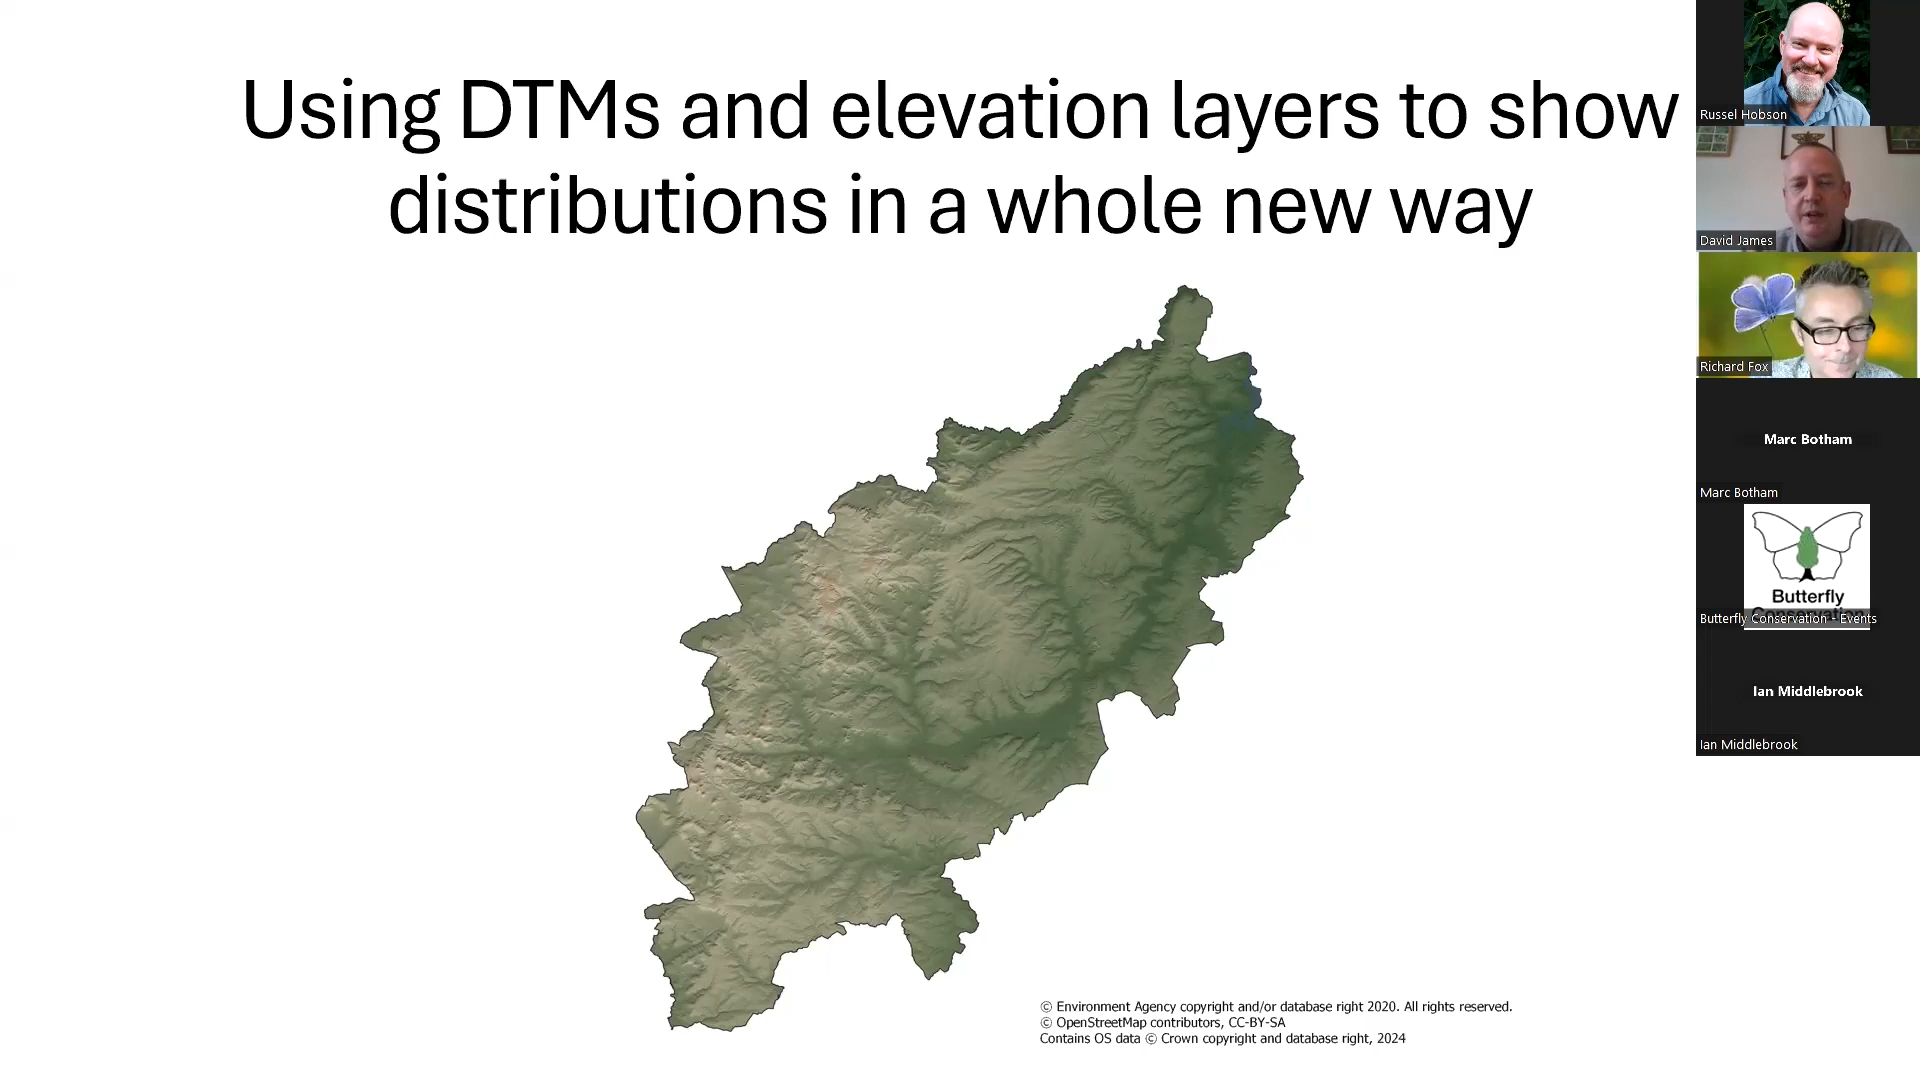 Using DTMs and elevation layers to show
distributions in a whole new way
Russel Hobson
David James
Richard Fox
Marc Botham
Marc Botham
Butterfly
Conservation
Butterfly Conservation - Events
Ian Middlebrook
Ian Middlebrook
© Environment Agency copyright and/or database right 2020. All rights reserved.
© OpenStreetMap contributors, CC-BY-SA
Contains OS data © Crown copyright and database right, 2024